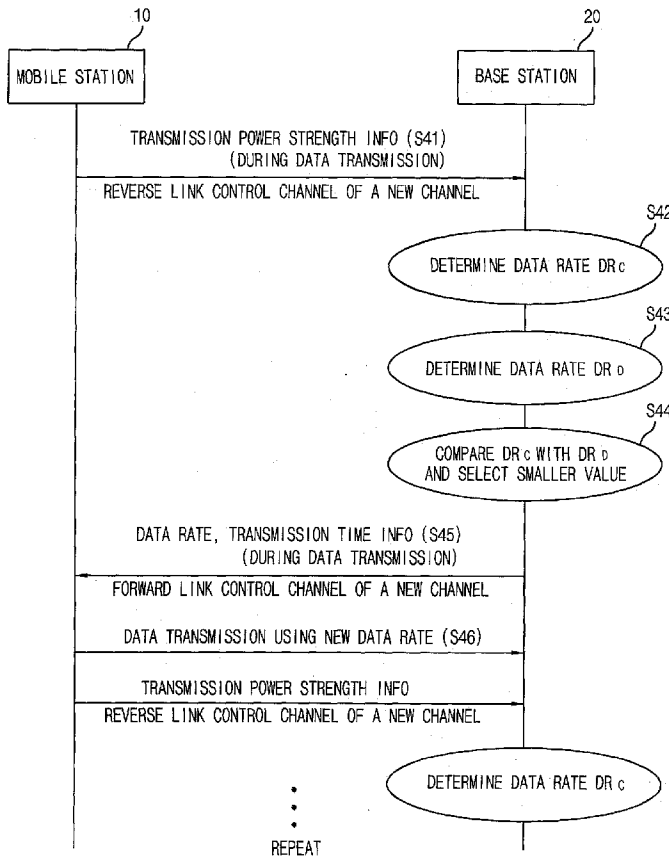 10
20
MOBILE STATION
BASE STATION
TRANSMISSION POWER STRENGTH INFO (S41)
(DURING DATA TRANSMISSION)
REVERSE LINK CONTROL CHANNEL OF A NEW CHANNEL
S42
DETERMINE DATA RATE DRC
S43
DETERMINE DATA RATE DRD
S44
COMPARE DRC WITH DRD
AND SELECT SMALLER VALUE
DATA RATE, TRANSMISSION TIME INFO (S45)
(DURING DATA TRANSMISSION)
FORWARD LINK CONTROL CHANNEL OF A NEW CHANNEL
DATA TRANSMISSION USING NEW DATA RATE (S46)
TRANSMISSION POWER STRENGTH INFO
REVERSE LINK CONTROL CHANNEL OF A NEW CHANNEL
DETERMINE DATA RATE DRC
REPEAT